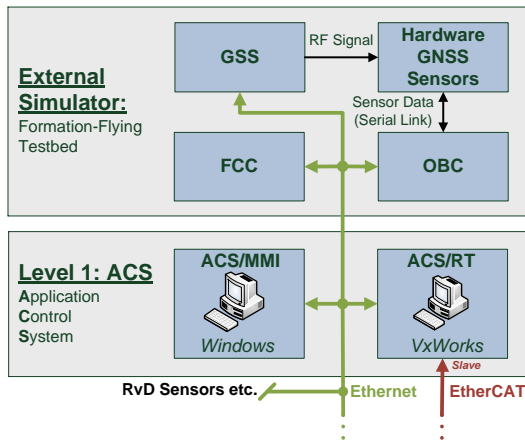 External
Simulator:
Formation-Flying
Testbed
GSS
RF Signal
Hardware
GNSS
Sensors
Sensor Data
(Serial Link)
FCC
OBC
Level 1: ACS
Application
Control
System
ACS/MMI
Windows
ACS/RT
VxWorks
Slave
RvD Sensors etc.
Ethernet
EtherCAT